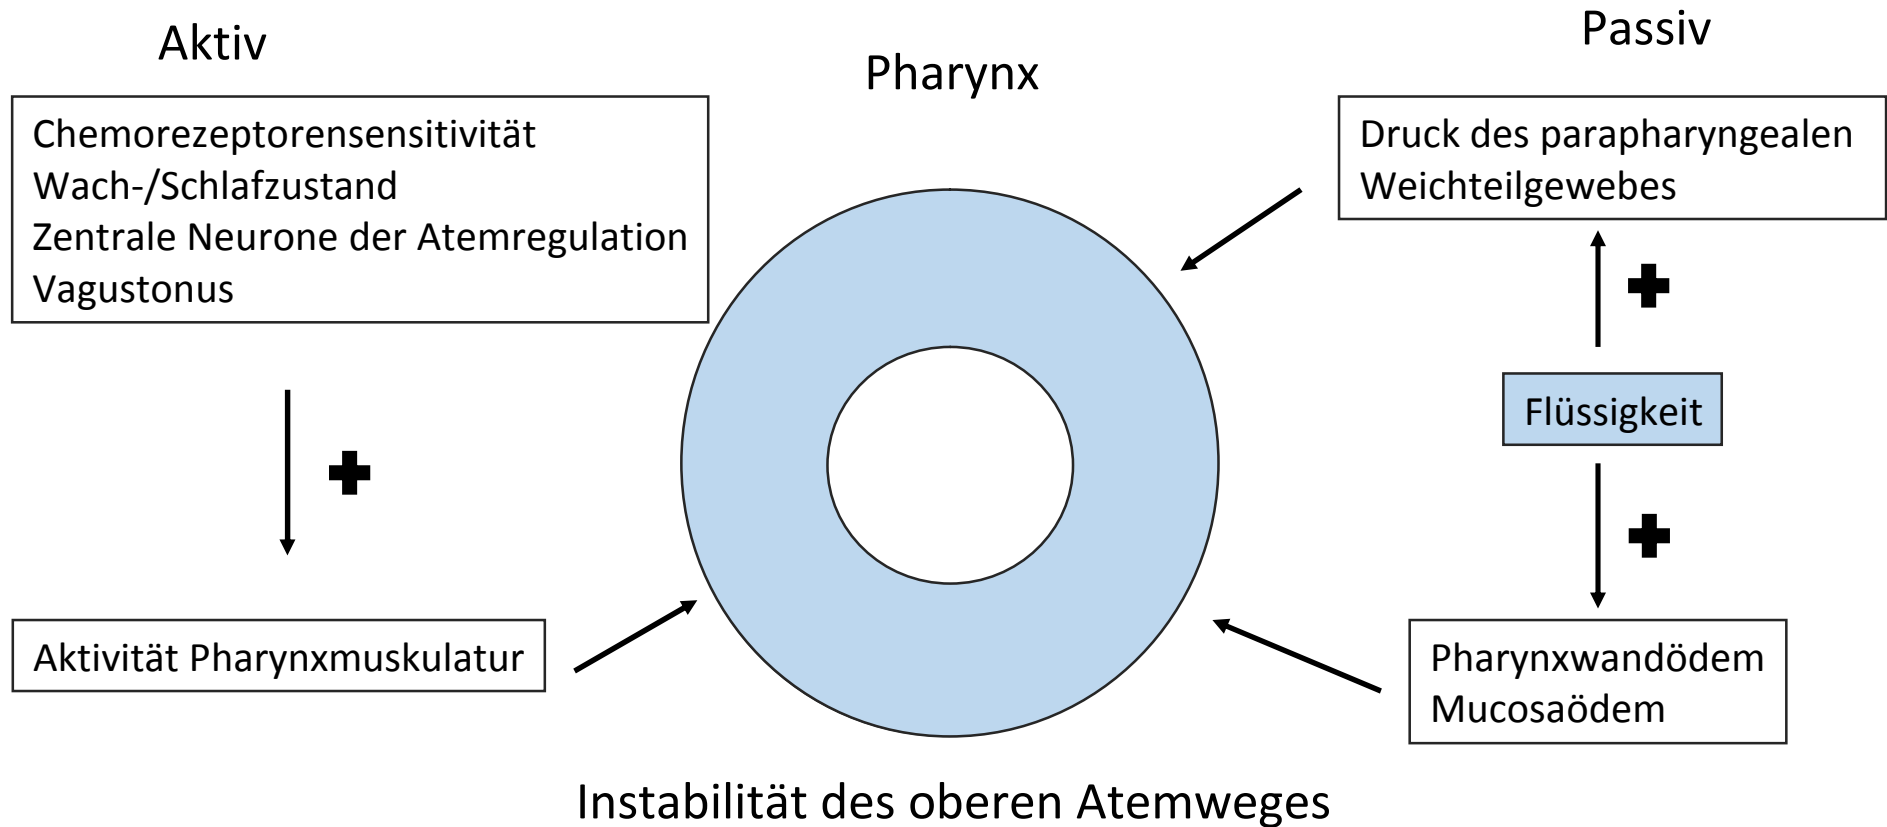 Aktiv
Chemorezeptorensensitivität
Wach-/Schlafzustand
Zentrale Neurone der Atemregulation
Vagustonus
Aktivität Pharynxmuskulatur
Pharynx
Passiv
Druck des parapharyngealen
Weichteilgewebes
Flüssigkeit
Pharynxwandödem
Mucosaödem
Instabilität des oberen Atemweges